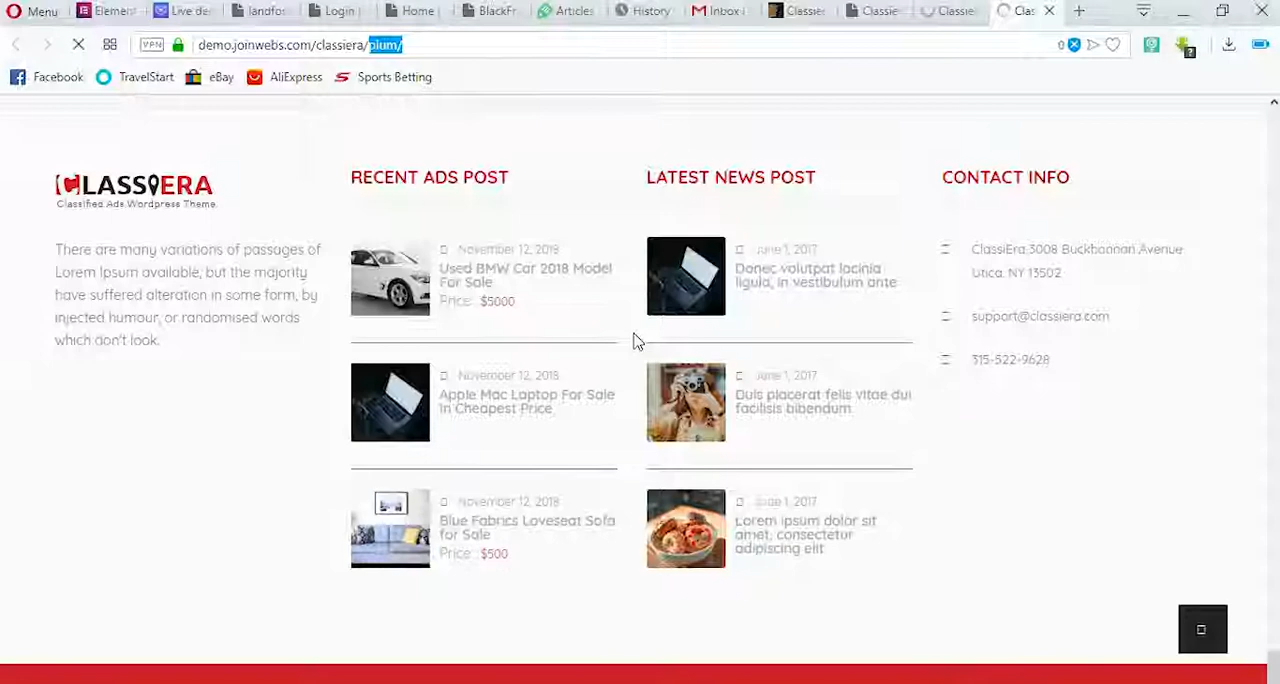 Menu
Element
Live de
landfo
Login
Home
BlackFr
Articles
History
Inbox
Classie
Classie
Classie
Clas
VPN
demo.joinwebs.com/classiera/plum/
0
Facebook
TravelStart
eBay
AliExpress
Sports Betting
CLASSIERA
Classified Ads Wordpress Theme
There are many variations of passages of
Lorem Ipsum available, but the majority
have suffered alteration in some form, by
injected humour, or randomised words
which don't look.
RECENT ADS POST
November 12, 2018
Used BMW Car 2018 Model
For Sale
Price: $5000
November 12, 2018
Apple Mac Laptop For Sale
In Cheapest Price
November 12, 2018
Blue Fabrics Loveseat Sofa
for Sale
Price: $500
LATEST NEWS POST
June 1, 2017
Donec volutpat lacinia
ligula, in vestibulum ante
June 1, 2017
Duis placerat felis vitae dui
facilisis bibendum
June 1, 2017
Lorem ipsum dolor sit
amet, consectetur
adipiscing elit
CONTACT INFO
ClassiEra 3008 Buckhannan Avenue
Utica, NY 13502
support@classiera.com
315-522-9628